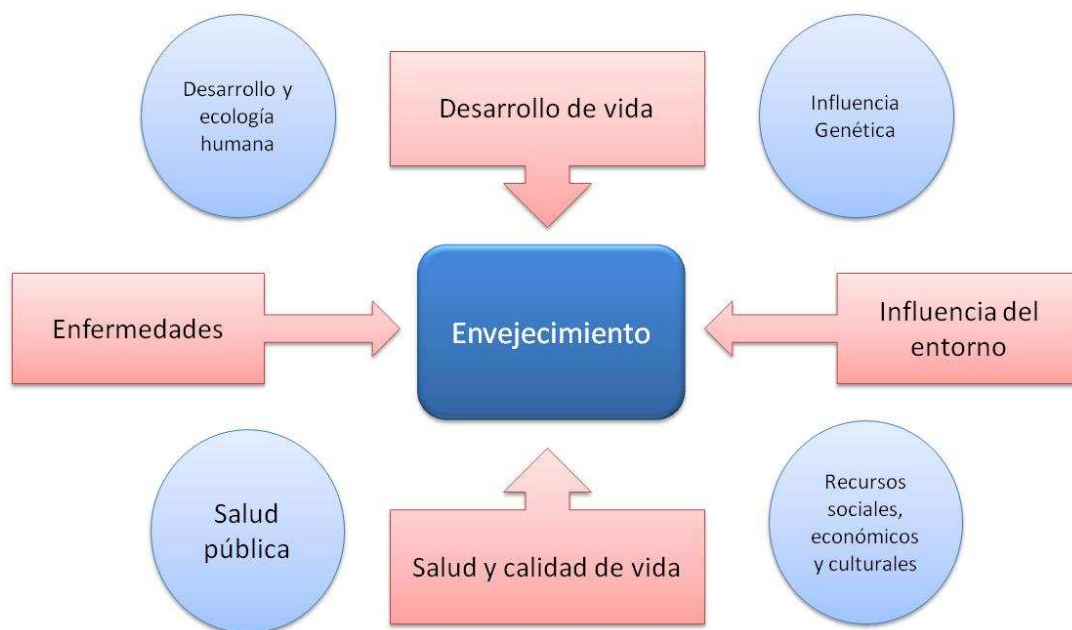 Desarrollo y
ecología
humana
Desarrollo de vida
Influencia
Genética
Enfermedades
Envejecimiento
Influencia del
entorno
Salud
pública
Salud y calidad de vida
Recursos
sociales,
económicos
y culturales